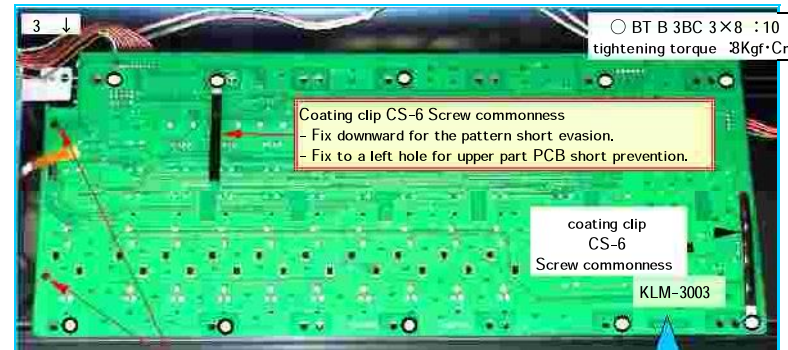 3 ↓
○ BT B 3BC 3×8 :10
tightening torque :8Kgf·Cr
Coating clip CS-6 Screw commonness
- Fix downward for the pattern short evasion.
- Fix to a left hole for upper part PCB short prevention.
coating clip
CS-6
Screw commonness
KLM-3003